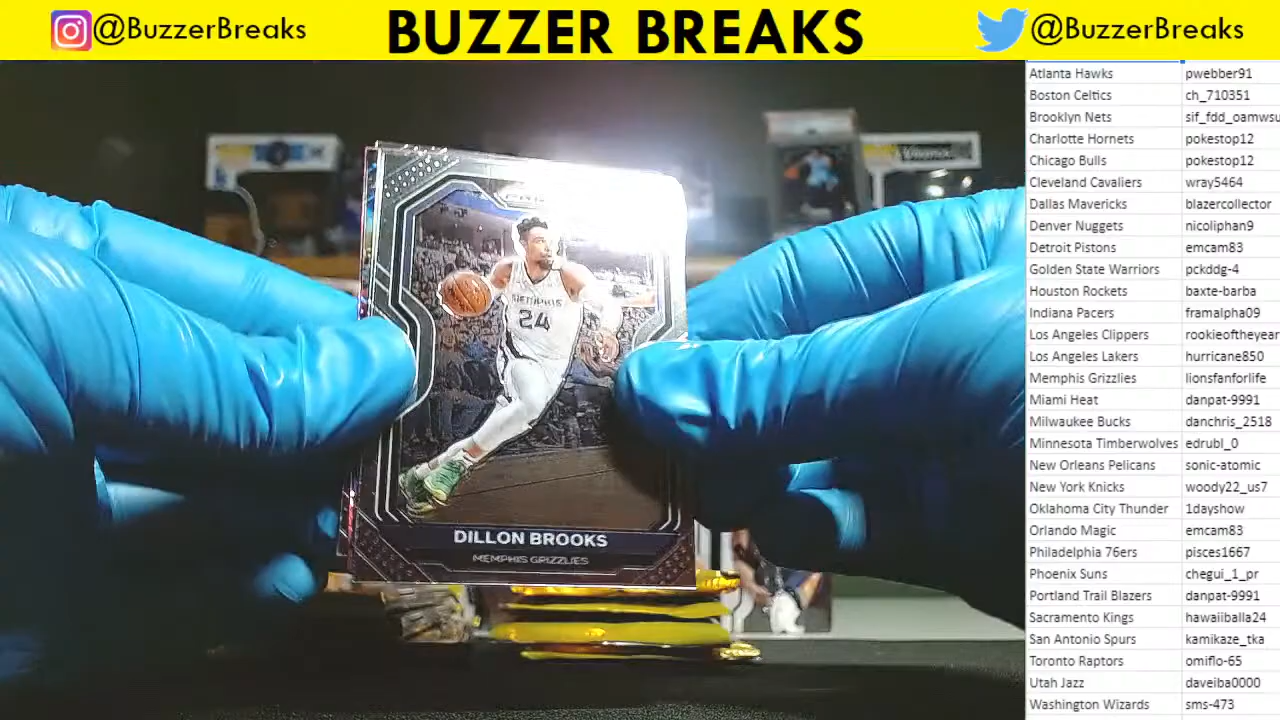 @BuzzerBreaks
BUZZER BREAKS
@BuzzerBreaks
MEMPHIS
24
DILLON BROOKS
MEMPHIS GRIZZLIES
Atlanta Hawks pwebber91
Boston Celtics ch_710351
Brooklyn Nets sif_fdd_oamwsu
Charlotte Hornets pokestop12
Chicago Bulls pokestop12
Cleveland Cavaliers wray5464
Dallas Mavericks blazercollector
Denver Nuggets nicoliphan9
Detroit Pistons emcam83
Golden State Warriors pckddg-4
Houston Rockets baxte-barba
Indiana Pacers framalpha09
Los Angeles Clippers rookieoftheyear
Los Angeles Lakers hurricane850
Memphis Grizzlies lionsfanforlife
Miami Heat danpat-9991
Milwaukee Bucks danchris_2518
Minnesota Timberwolves edrubl_0
New Orleans Pelicans sonic-atomic
New York Knicks woody22_us7
Oklahoma City Thunder 1dayshow
Orlando Magic emcam83
Philadelphia 76ers pisces1667
Phoenix Suns chegui_1_pr
Portland Trail Blazers danpat-9991
Sacramento Kings hawaiiballa24
San Antonio Spurs kamikaze_tka
Toronto Raptors omiflo-65
Utah Jazz daveiba0000
Washington Wizards sms-473